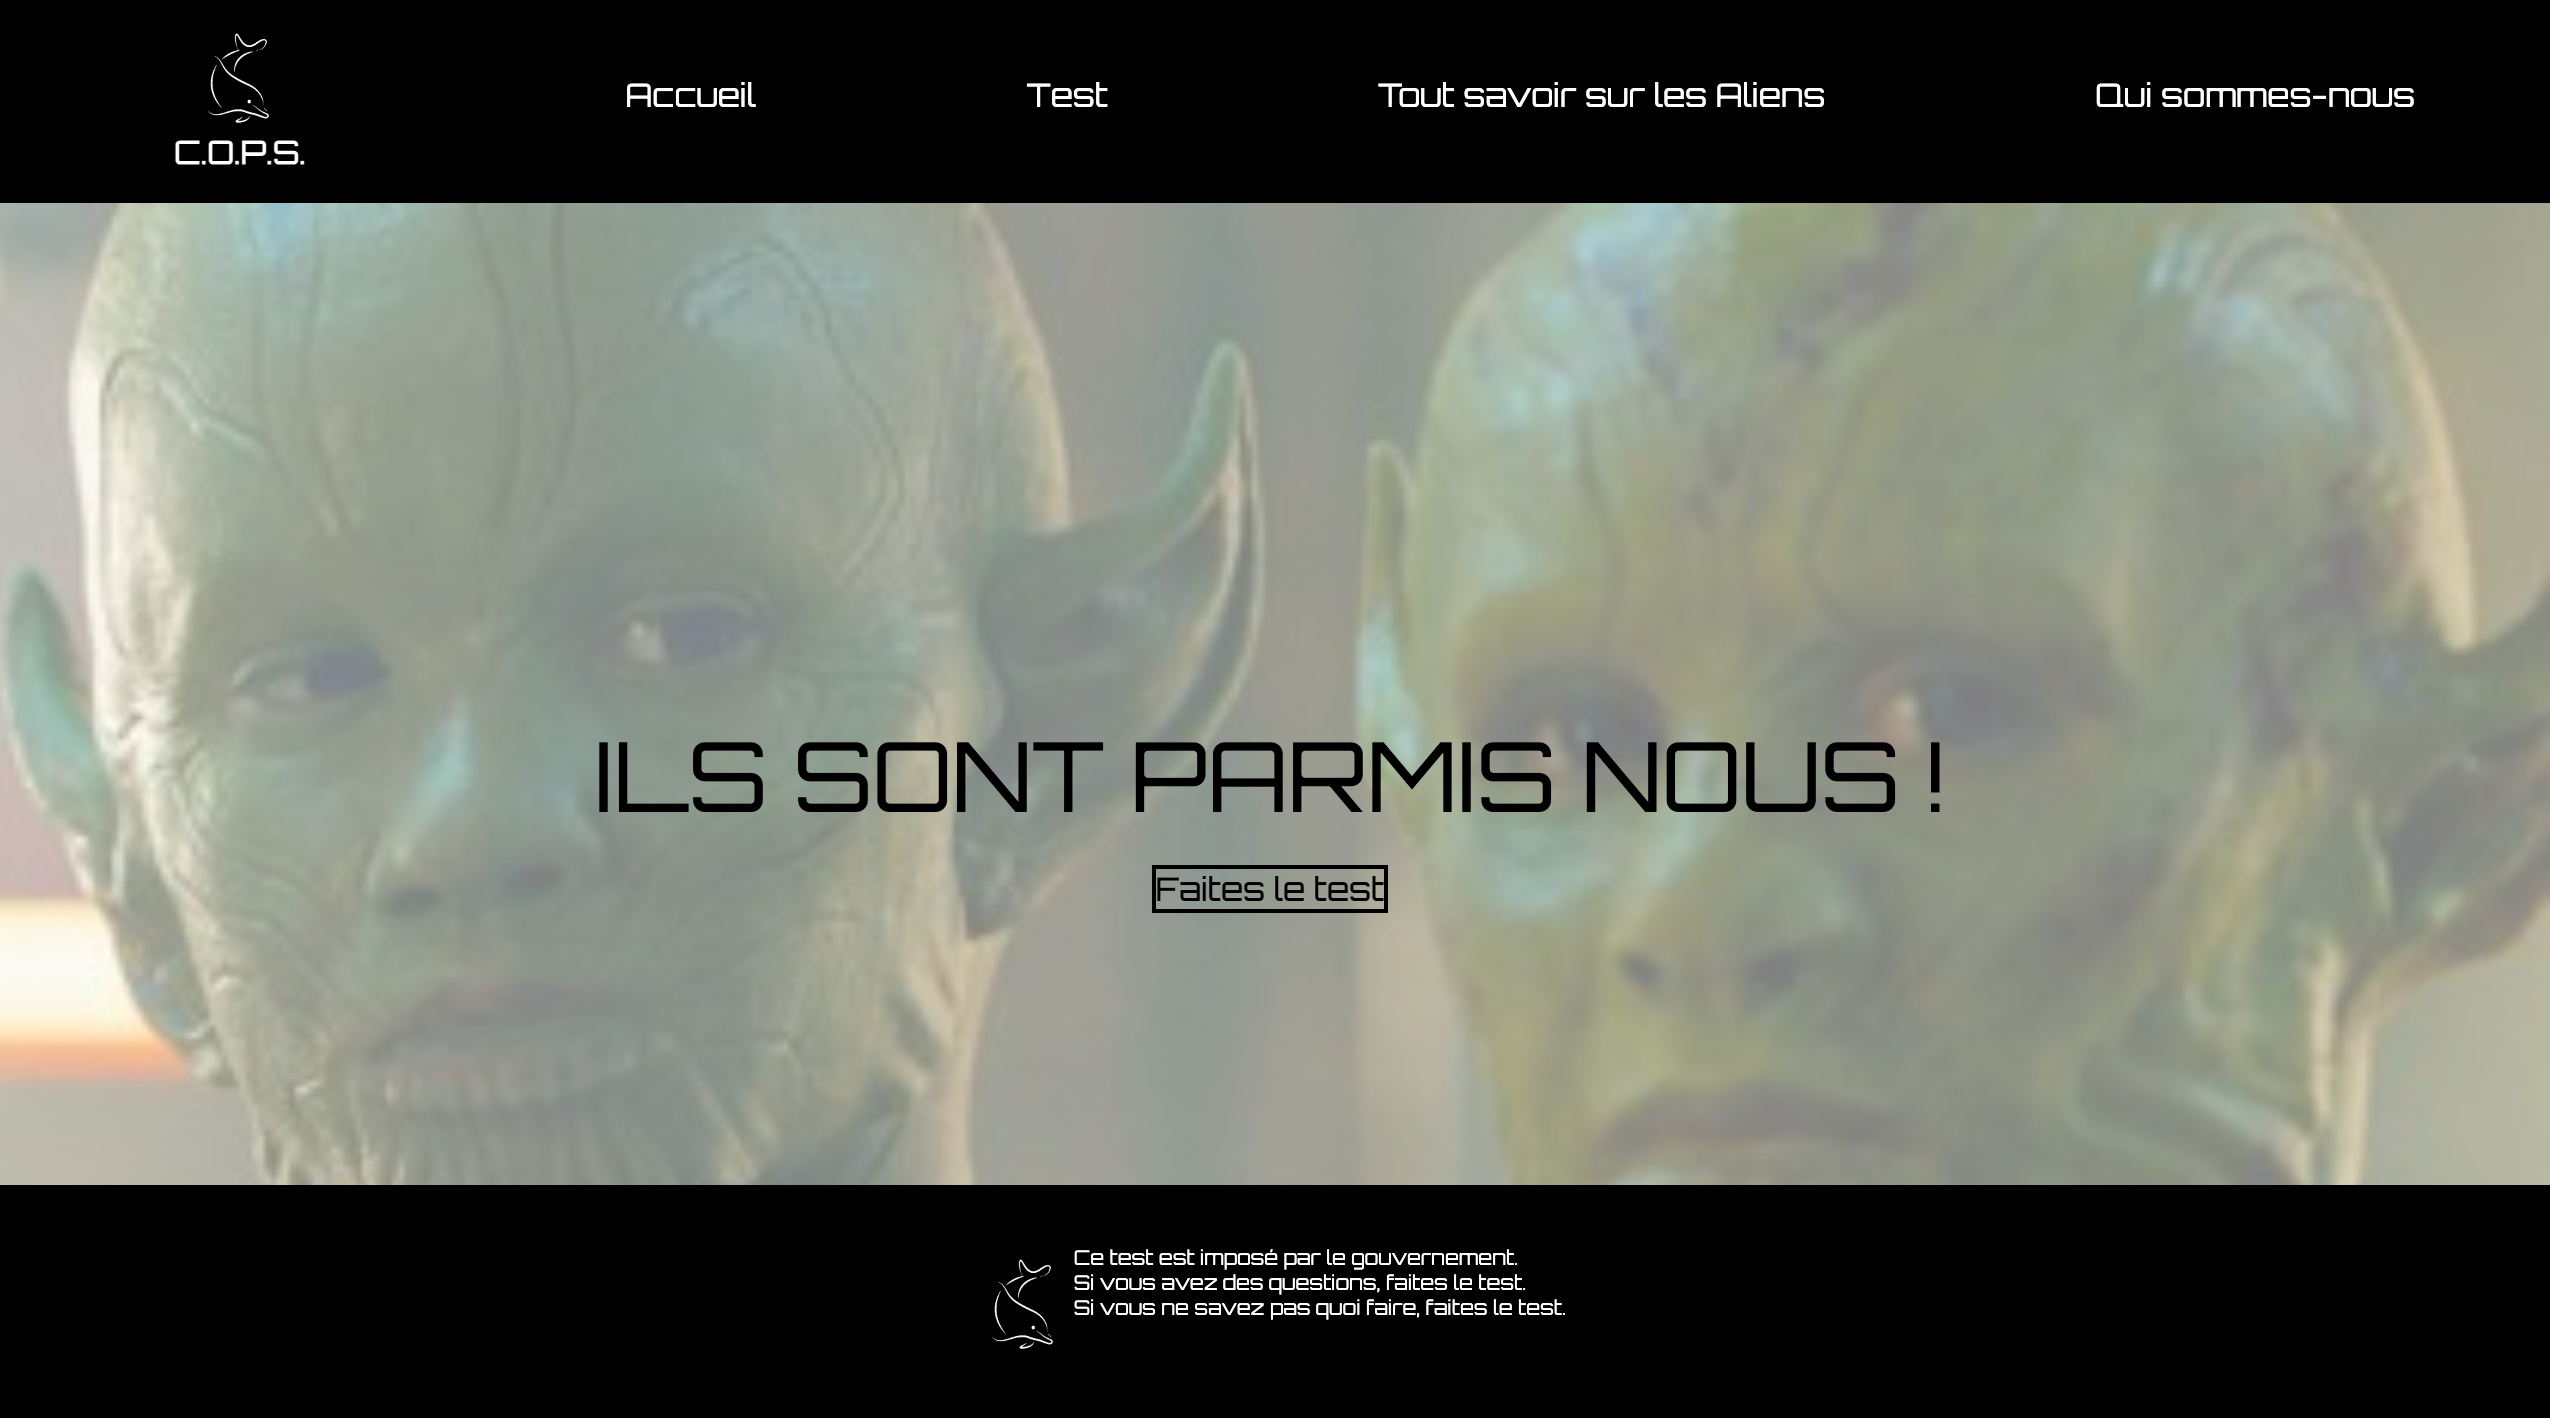 C.O.P.S.
Accueil
Test
Tout savoir sur les Aliens
Qui sommes-nous
ILS SONT PARMIS NOUS !
Faites le test
Ce test est imposé par le gouvernement.
Si vous avez des questions, faites le test.
Si vous ne savez pas quoi faire, faites le test.